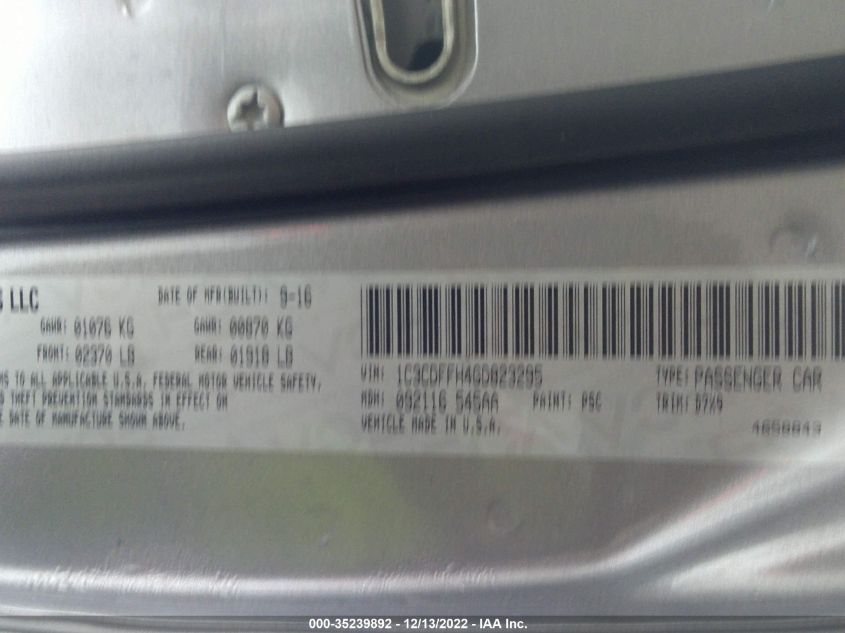 LLC DATE OF MFR(BUILT): 9-16
GAWR: 01076 KG GAWR: 00870 KG
FRONT: 02370 LB REAR: 01918 LB
TO ALL APPLICABLE U.S.A. FEDERAL MOTOR VEHICLE SAFETY,
THEFT PREVENTION STANDARDS IN EFFECT ON
DATE OF MANUFACTURE SHOWN ABOVE.
VIN: 1C3CDFFH4GD823295 TYPE: PASSENGER CAR
MDH: 092116 545AA PAINT: PSC TRIM: D7X9
VEHICLE MADE IN U.S.A. 4650843
000-35239892 - 12/13/2022 - IAA Inc.